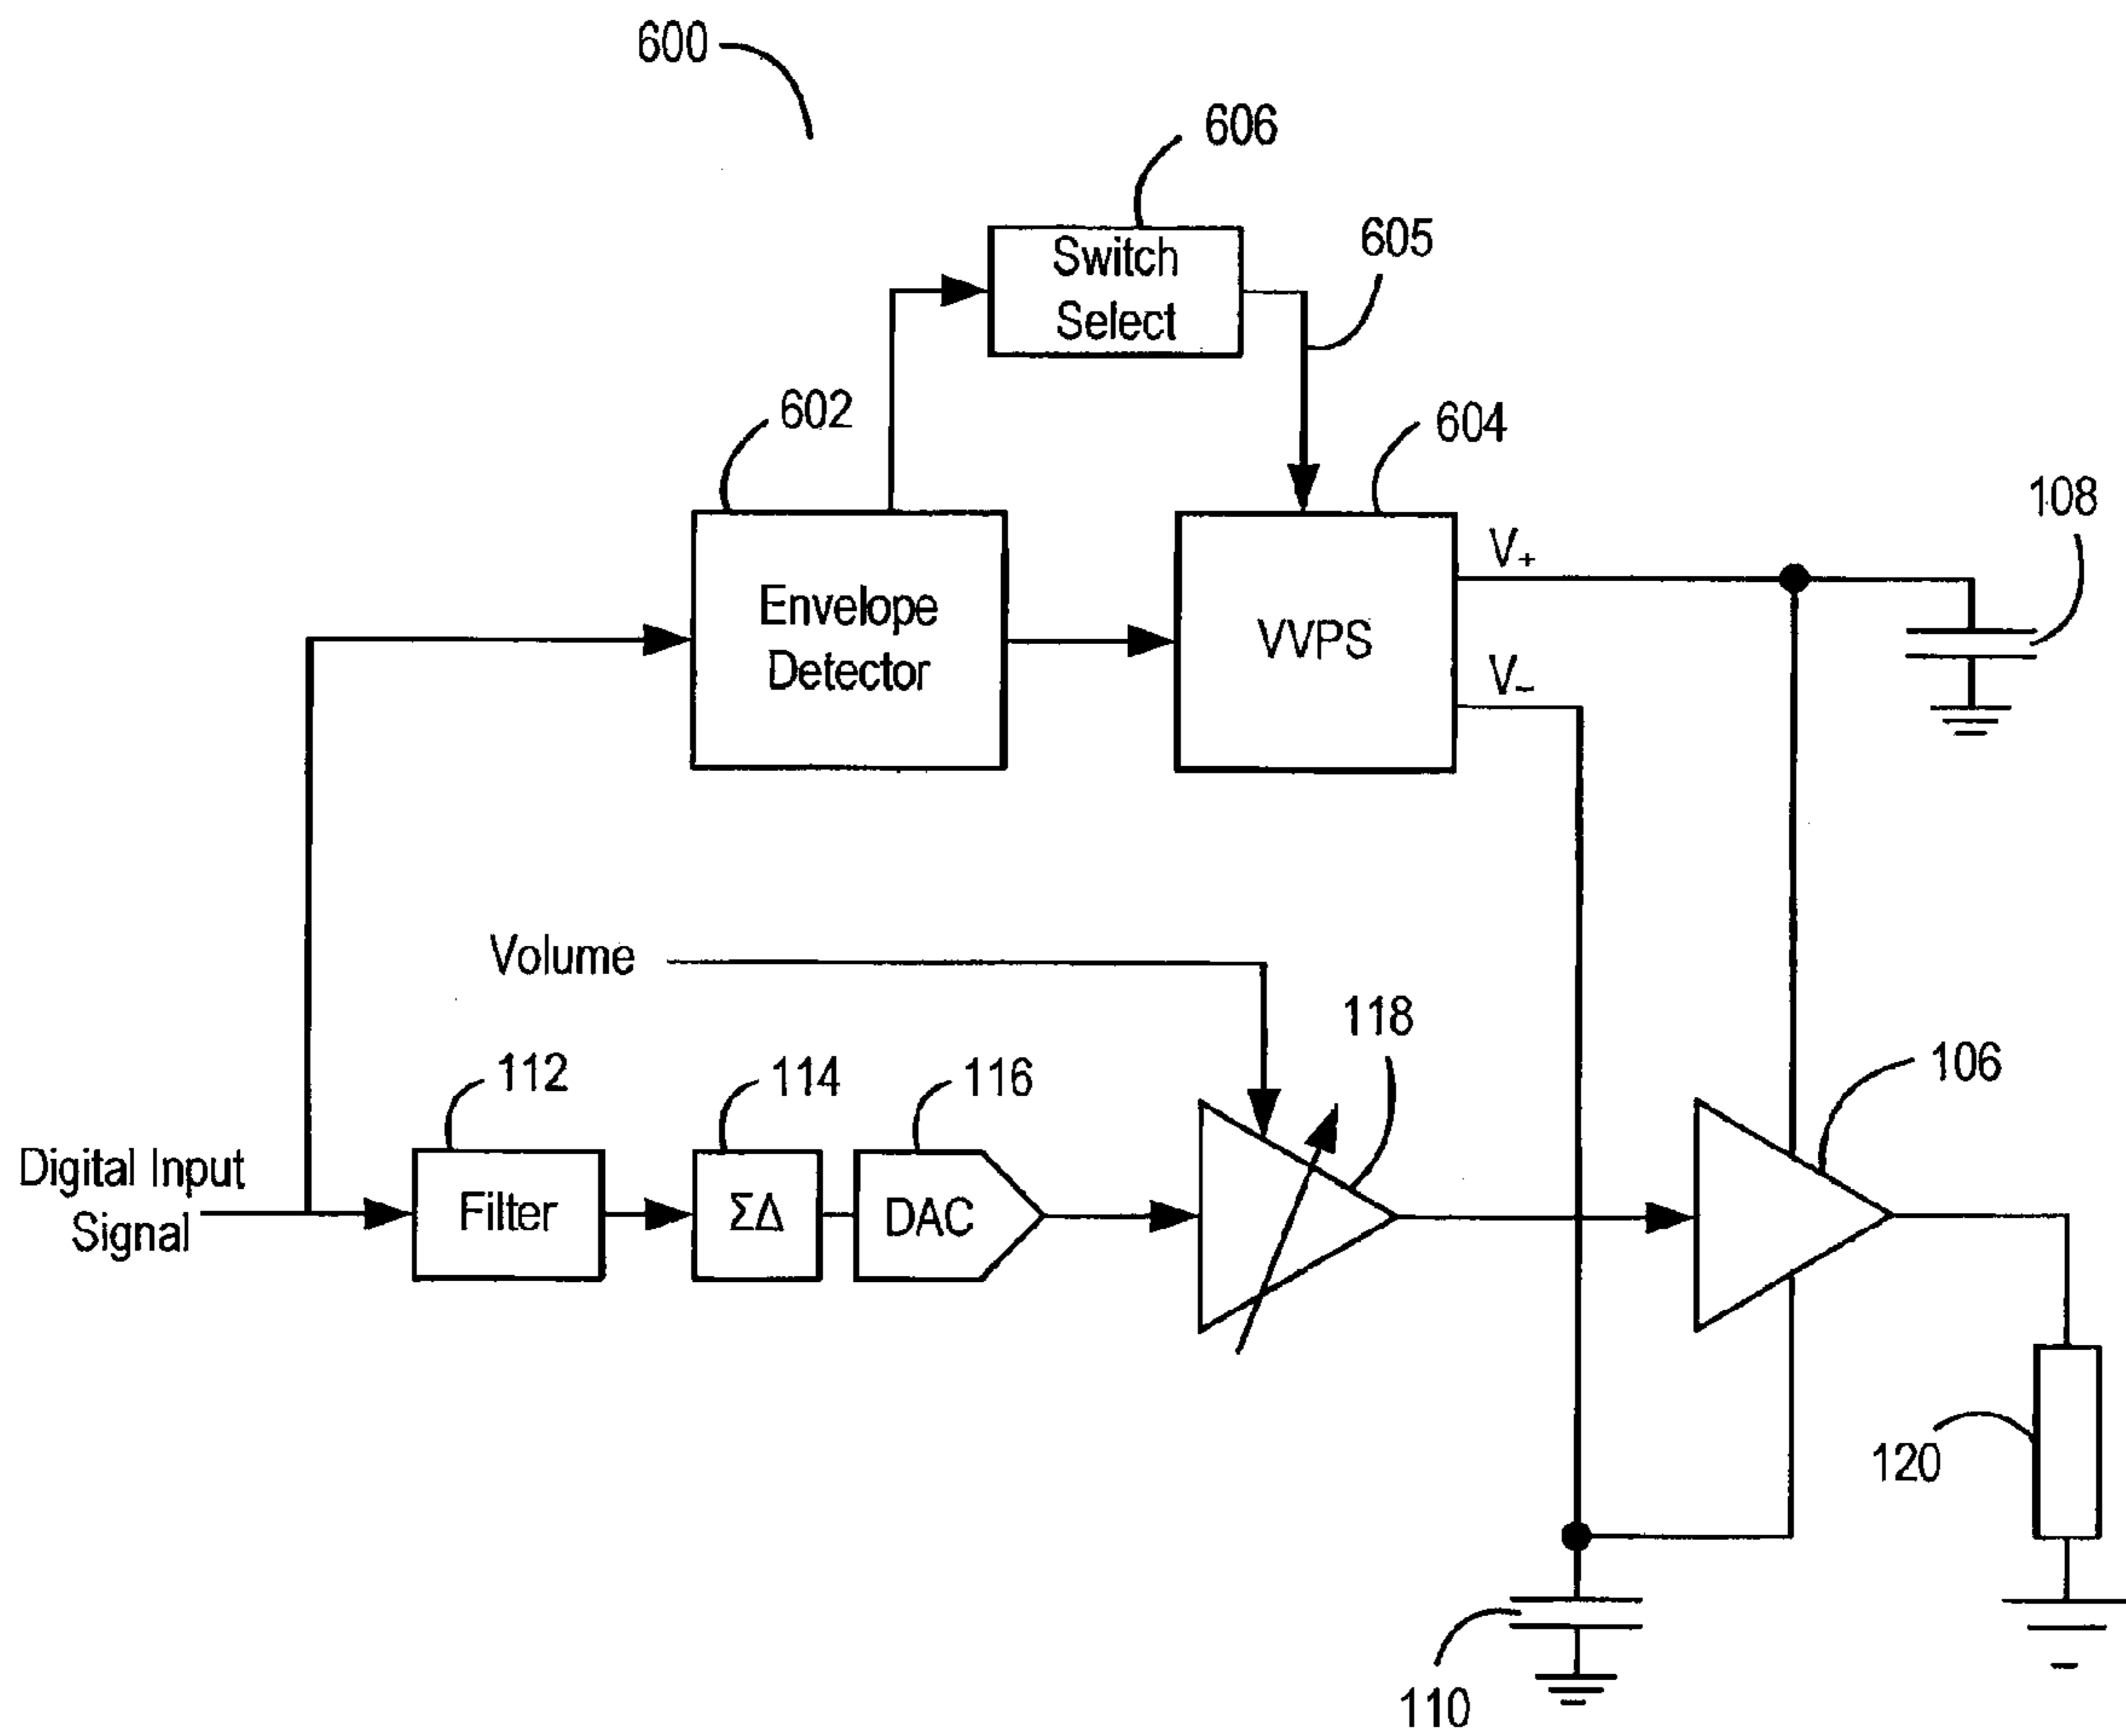 600
606
Switch
Select
605
602
604
108
Envelope
Detector
VVPS
V+
V-
Volume
118
112
114
116
106
Digital Input
Signal
Filter
ΣΔ
DAC
120
110